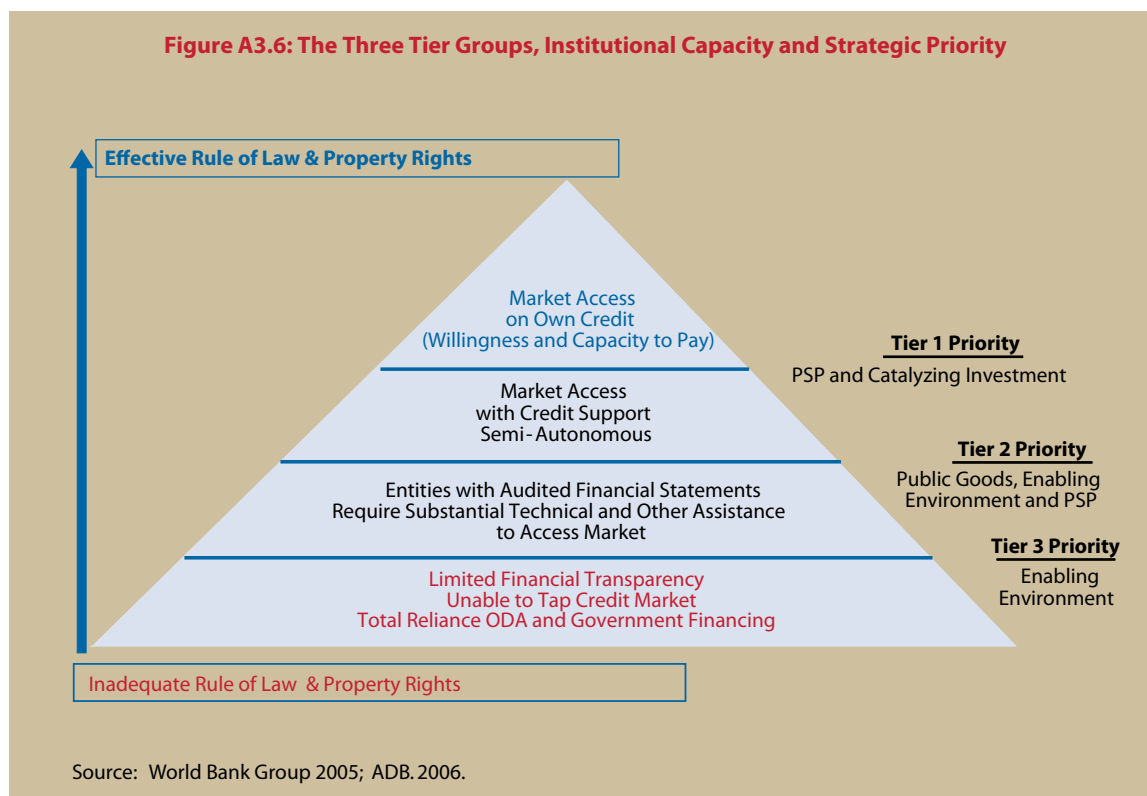 Figure A3.6: The Three Tier Groups, Institutional Capacity and Strategic Priority
Effective Rule of Law & Property Rights
Market Access
on Own Credit
(Willingness and Capacity to Pay)
Tier 1 Priority
PSP and Catalyzing Investment
Market Access
with Credit Support
Semi-Autonomous
Tier 2 Priority
Public Goods, Enabling
Environment and PSP
Entities with Audited Financial Statements
Require Substantial Technical and Other Assistance
to Access Market
Tier 3 Priority
Enabling
Environment
Limited Financial Transparency
Unable to Tap Credit Market
Total Reliance ODA and Government Financing
Inadequate Rule of Law & Property Rights
Source: World Bank Group 2005; ADB. 2006.